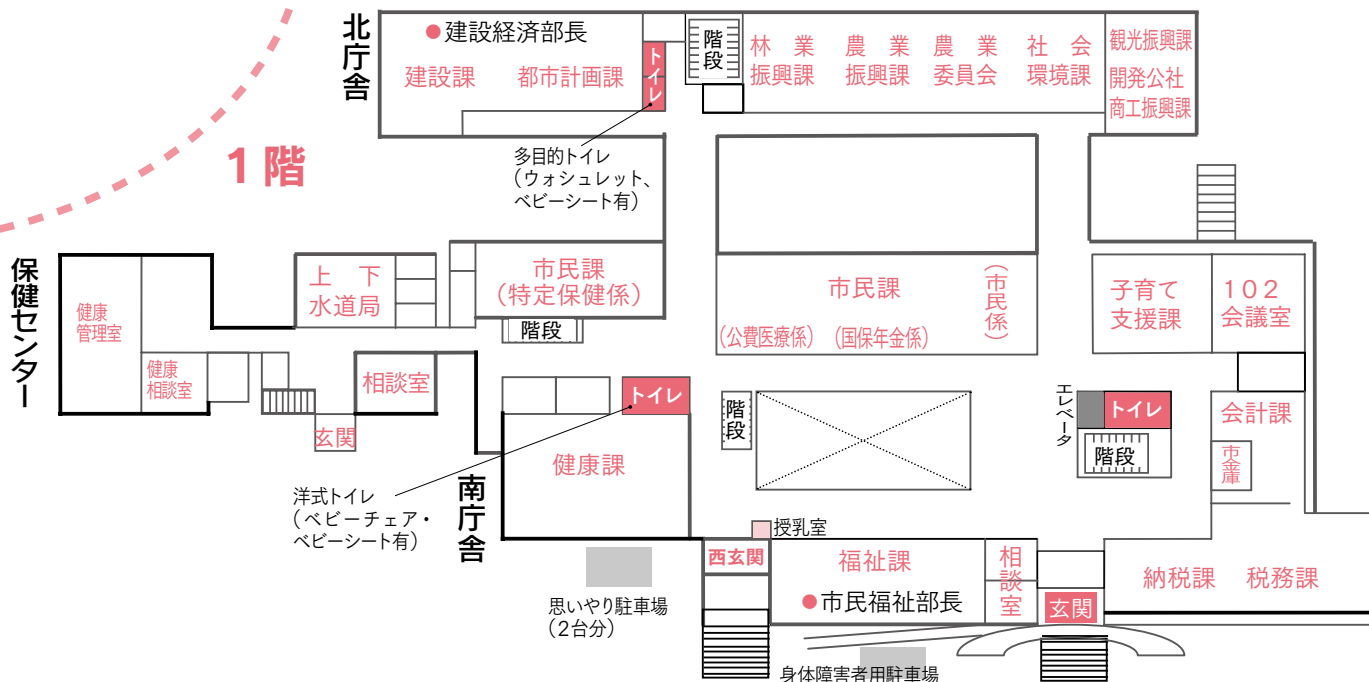 北庁舎
●建設経済部長
建設課 都市計画課
トイレ
階段
林業
振興課
農業
振興課
農業
委員会
社会
環境課
観光振興課
開発公社
商工振興課
1階
多目的トイレ
(ウォシュレット、
ベビーシート有)
保健センター
健康
管理室
健康
相談室
上下
水道局
市民課
(特定保健係)
階段
相談室
玄関
市民課
(公費医療係)
(国保年金係)
(市民係)
子育て
支援課
102
会議室
トイレ
洋式トイレ
(ベビーチェア・
ベビーシート有)
南庁舎
健康課
階段
エレベータ
トイレ
階段
会計課
市金庫
授乳室
西玄関
福祉課
●市民福祉部長
相談室
玄関
納税課 税務課
思いやり駐車場
(2台分)
身体障害者用駐車場